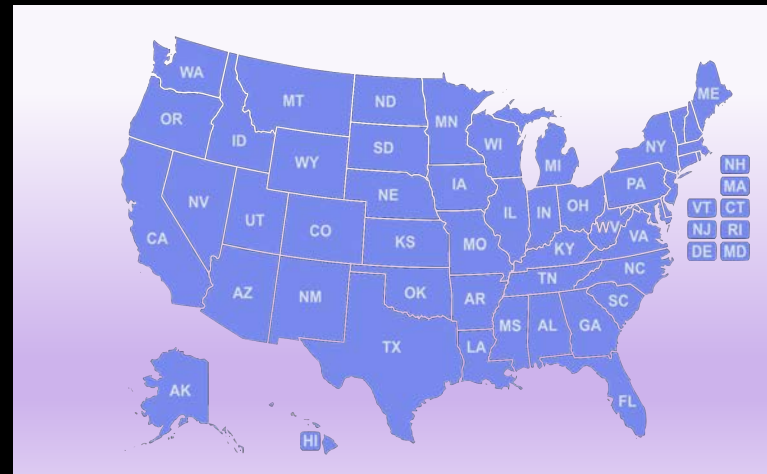 WA
MT
ND
ME
OR
MN
ID
SD
WI
NY
WY
MI
NH
NE
IA
PA
MA
NV
UT
CO
IL
IN
OH
WV
VT CT
CA
KS
MO
KY
VA
NJ RI
DE MD
AZ
NM
OK
AR
TN
NC
SC
TX
LA
MS
AL
GA
AK
FL
HI